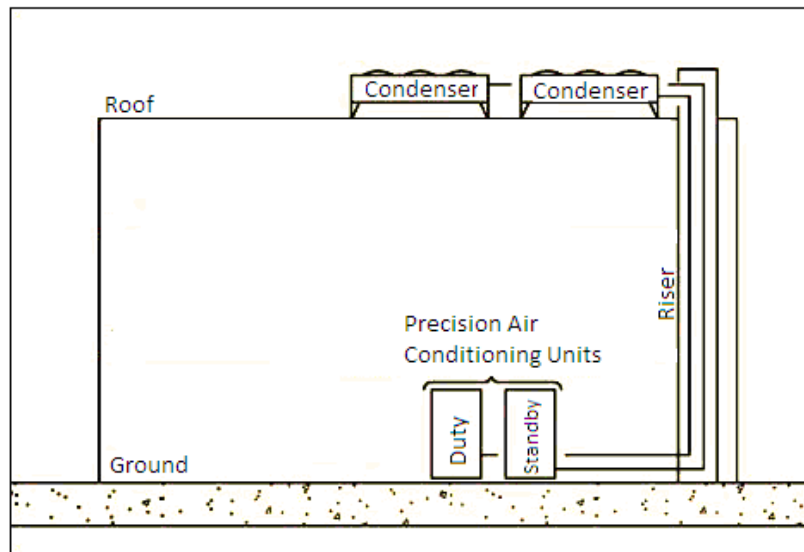 Condenser
Condenser
Roof
Riser
Precision Air
Conditioning Units
Duty
Standby
Ground